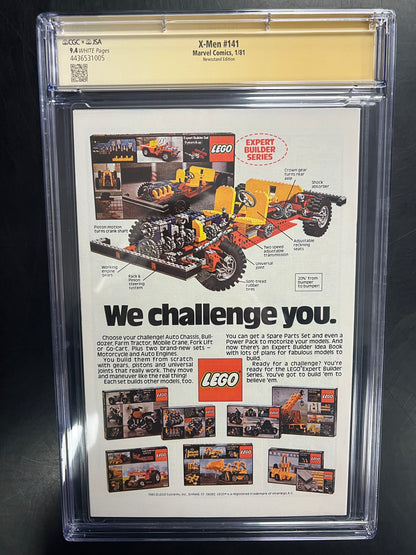 CGC + JSA
9.4 WHITE Pages
4436531005
X-Men #141
Marvel Comics, 1/81
Newsstand Edition
LEGO
Expert Builder Set
EXPERT
BUILDER
SERIES
Crown gear
turns rear
axle
Shock
absorber
Piston motion
turns crank shaft
Adjustable
reclining
seats
Two speed
adjustable
transmission
Universal
joint
Working
engine
gears
Rack &
Pinion
steering
system
Solid tread
rubber
tires
20¾" from
bumper to
bumper!
We challenge you.
Choose your challenge! Auto Chassis, Bull-
dozer, Farm Tractor, Mobile Crane, Fork Lift
or Go-Cart. Plus two brand-new sets –
Motorcycle and Auto Engines.
You build them from scratch
with gears, pistons and universal
joints that really work. They move
and maneuver like the real thing!
Each set builds other models, too.
You can get a Spare Parts Set and even a
Power Pack to motorize your models. And
now there's an Expert Builder Idea Book
with lots of plans for fabulous models to
build.
Ready for a challenge? You're
ready for the LEGO Expert Builder
Series. You've got to build 'em to
believe 'em.
LEGO